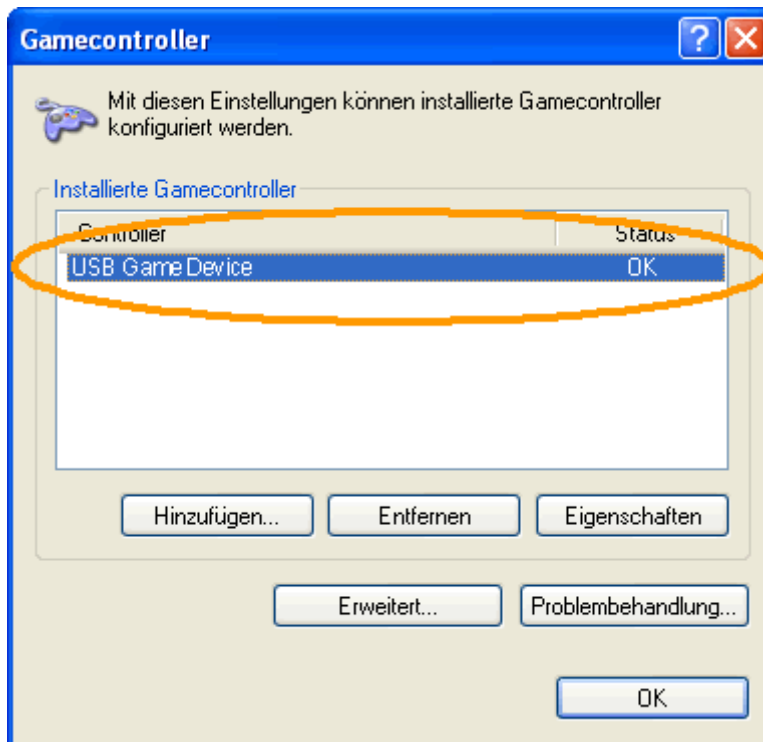 Gamecontroller
Mit diesen Einstellungen können installierte Gamecontroller
konfiguriert werden.
Installierte Gamecontroller
Controller Status
USB Game Device OK
Hinzufügen... Entfernen Eigenschaften
Erweitert... Problembehandlung...
OK